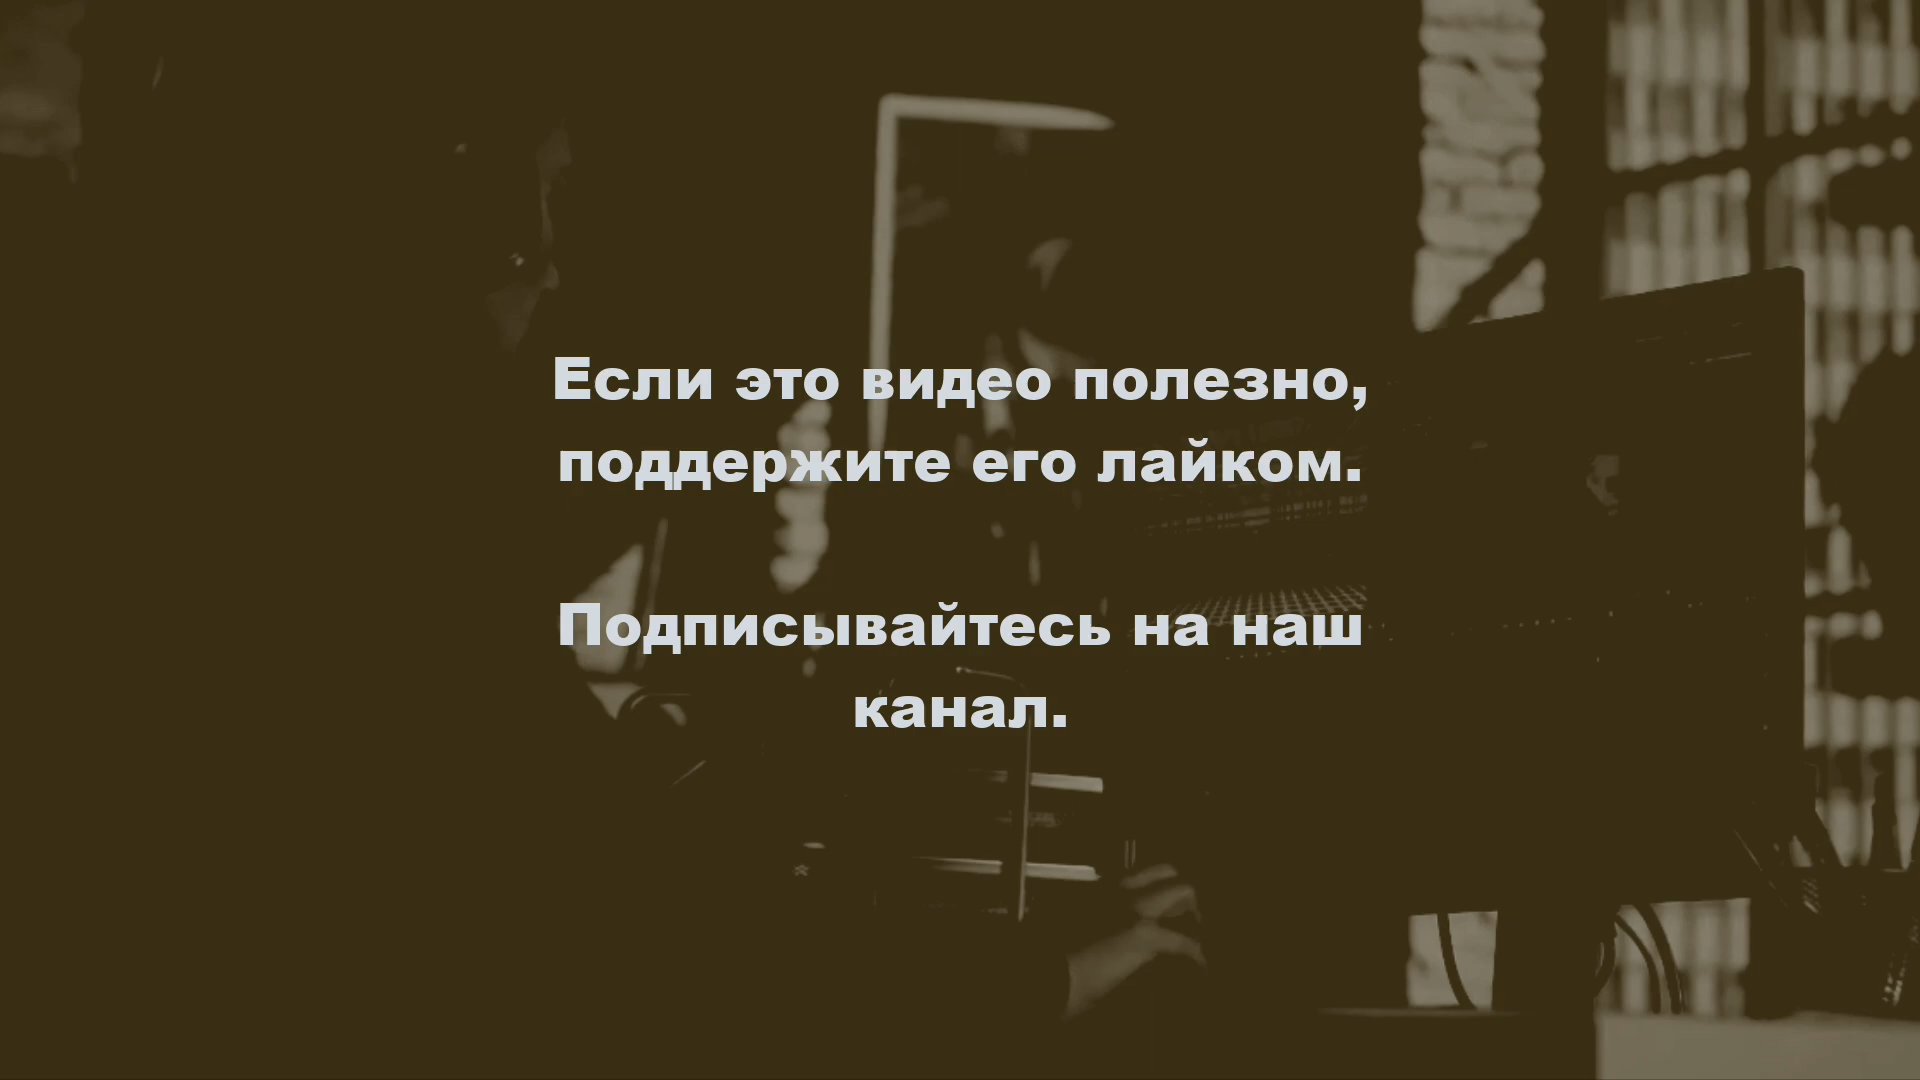 Если это видео полезно,
поддержите его лайком.
Подписывайтесь на наш
канал.